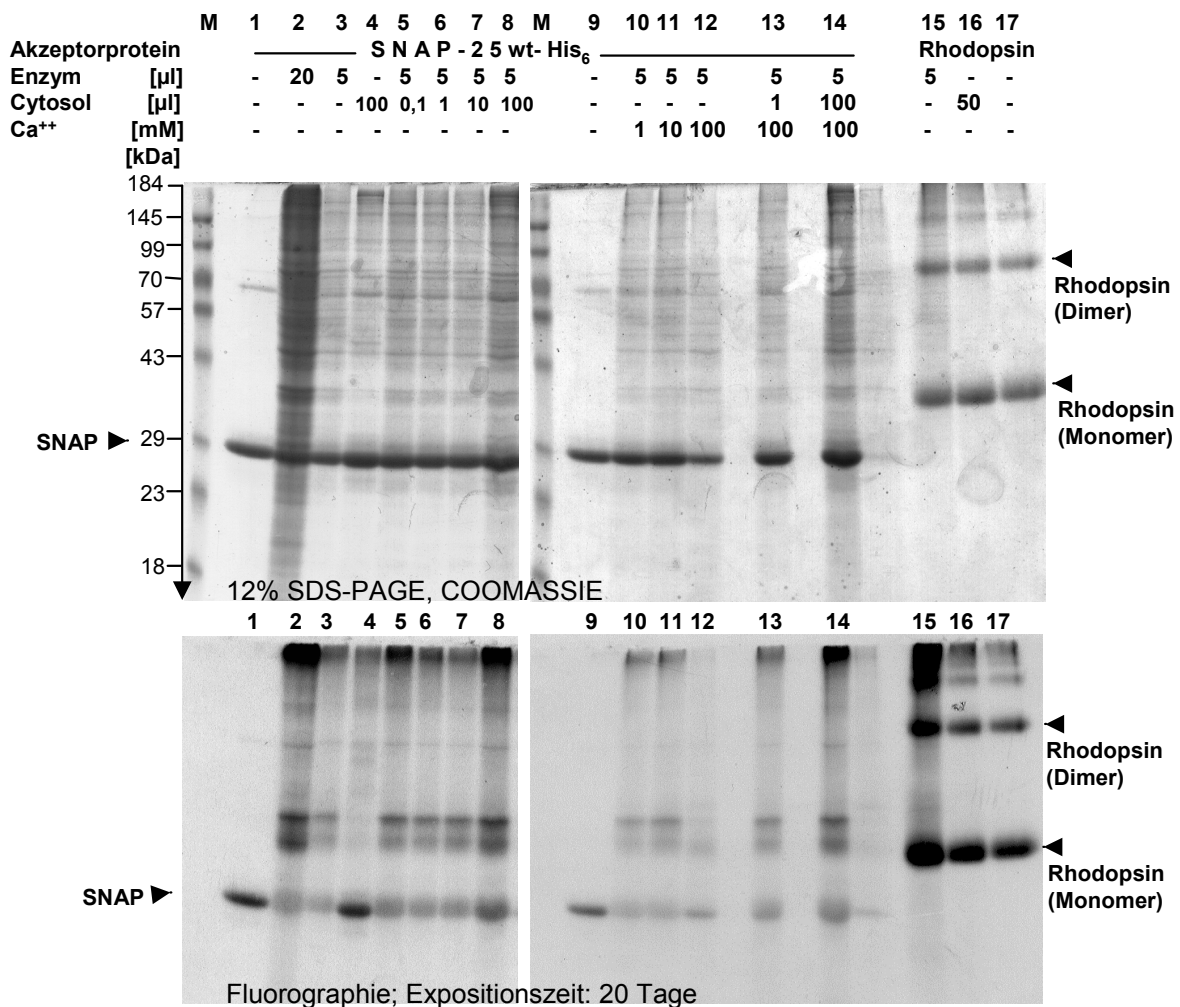 M 1 2 3 4 5 6 7 8 M 9 10 11 12 13 14 15 16 17
Akzeptorprotein S N A P - 2 5 wt- His6 Rhodopsin
Enzym [µl] - 20 5 - 5 5 5 5 - 5 5 5 5 5 5 - -
Cytosol [µl] - - - 100 0,1 1 10 100 - - - - 1 100 - 50 -
Ca++ [mM] - - - - - - - - - 1 10 100 100 100 - - -
[kDa]
184
145
99
70
Rhodopsin
(Dimer)
57
43
Rhodopsin
(Monomer)
SNAP
29
23
18
12% SDS-PAGE, COOMASSIE
1 2 3 4 5 6 7 8 9 10 11 12 13 14 15 16 17
Rhodopsin
(Dimer)
Rhodopsin
(Monomer)
SNAP
Fluorographie; Expositionszeit: 20 Tage